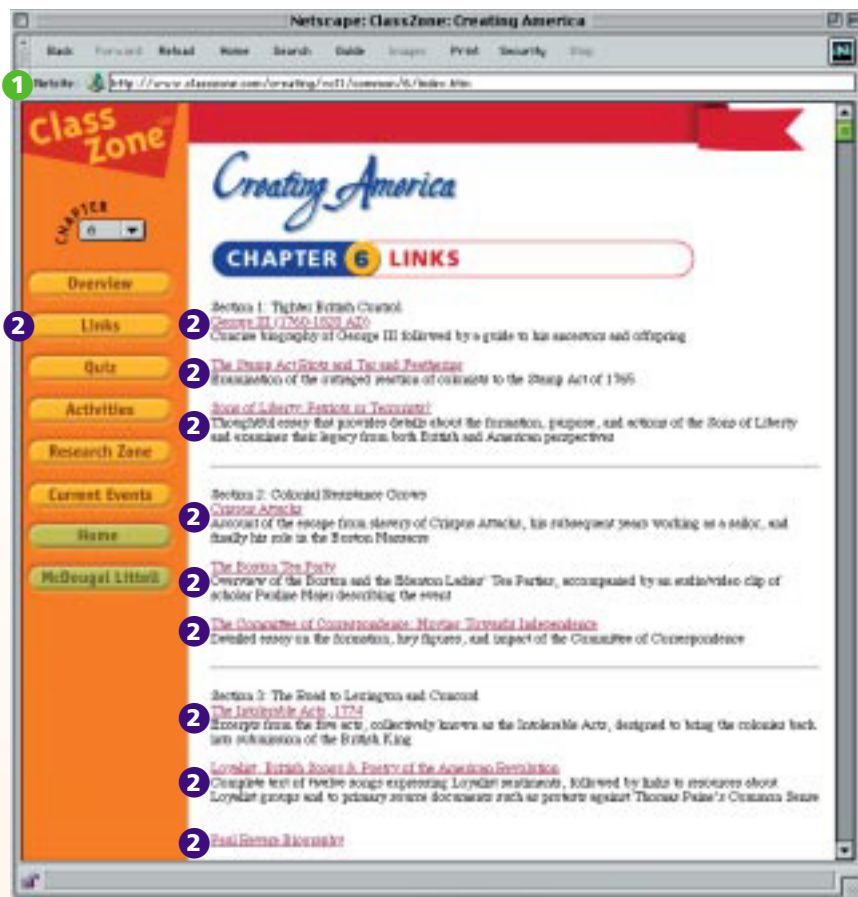 Netscape: ClassZone: Creating America
Back Forward Reload Home Search Guide Images Print Security Stop
1 Netsite: http://www.classzone.com/creating/vol1/common/6/index.htm
Class
Zone
CHAPTER
6
Overview
2 Links
Quiz
Activities
Research Zone
Current Events
Home
McDougal Littell
Creating America
CHAPTER 6 LINKS
Section 1: Tighter British Control
2 George III (1760-1820 AD)
Concise biography of George III followed by a guide to his ancestors and offspring
2 The Stamp Act Riots and Tar and Feathering
Examination of the outraged reaction of colonists to the Stamp Act of 1765
2 Sons of Liberty: Patriots or Terrorists?
Thoughtful essay that provides details about the formation, purpose, and actions of the Sons of Liberty
and examines their legacy from both British and American perspectives
Section 2: Colonial Resistance Grows
2 Crispus Attucks
Account of the escape from slavery of Crispus Attucks, his subsequent years working as a sailor, and
finally his role in the Boston Massacre
2 The Boston Tea Party
Overview of the Boston and the Edenton Ladies' Tea Parties, accompanied by an audio/video clip of
scholar Pauline Maier describing the event
2 The Committee of Correspondence: Moving Towards Independence
Detailed essay on the formation, key figures, and impact of the Committee of Correspondence
Section 3: The Road to Lexington and Concord
2 The Intolerable Acts, 1774
Excerpts from the five acts, collectively known as the Intolerable Acts, designed to bring the colonies back
into submission of the British King
2 Loyalist, British Songs & Poetry of the American Revolution
Complete text of twelve songs expressing Loyalist sentiments, followed by links to resources about
Loyalist groups and to primary source documents such as protests against Thomas Paine's Common Sense
2 Paul Revere Biography